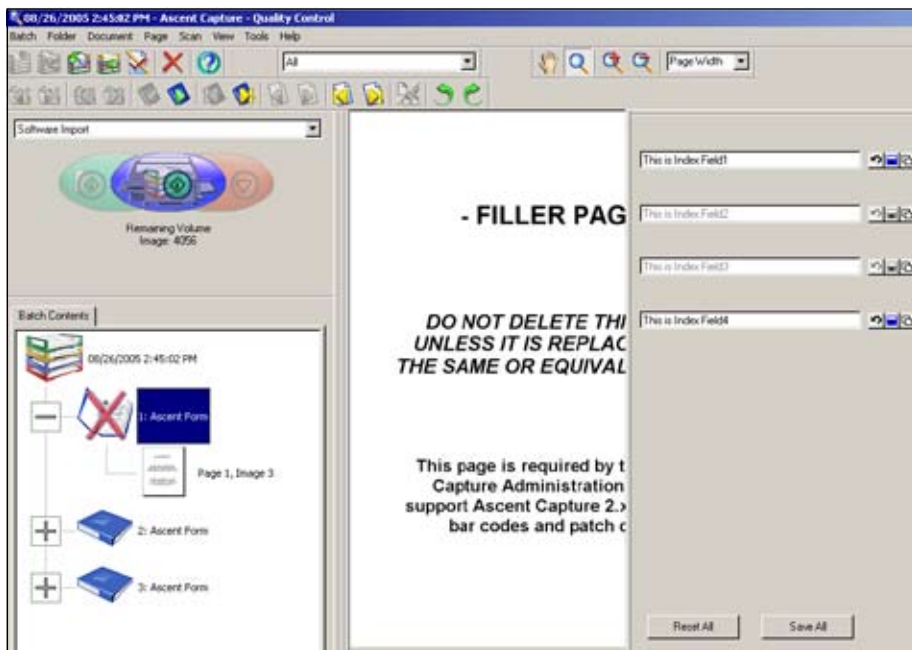 08/26/2005 2:45:02 PM - Ascent Capture - Quality Control
Batch Folder Document Page Scan View Tools Help
All
Page Width
Software Import
Remaining Volume
Image: 4056
Batch Contents
08/26/2005 2:45:02 PM
1: Ascent Form
Page 1, Image 3
2: Ascent Form
3: Ascent Form
- FILLER PAG
DO NOT DELETE THI
UNLESS IT IS REPLAC
THE SAME OR EQUIVAL
This page is required by t
Capture Administration
support Ascent Capture 2.x
bar codes and patch c
This is Index Field1
This is Index Field2
This is Index Field3
This is Index Field4
Reset All
Save All